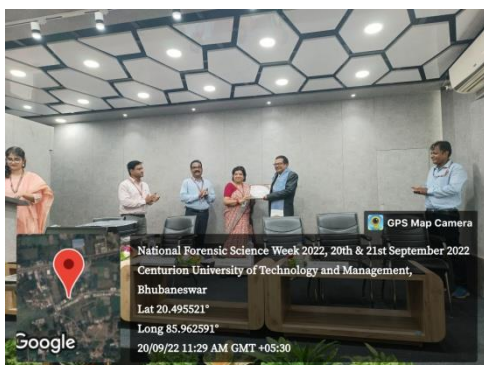 GPS Map Camera
National Forensic Science Week 2022, 20th & 21st September 2022
Centurion University of Technology and Management,
Bhubaneswar
Lat 20.495521°
Long 85.962591°
20/09/22 11:29 AM GMT +05:30
Google